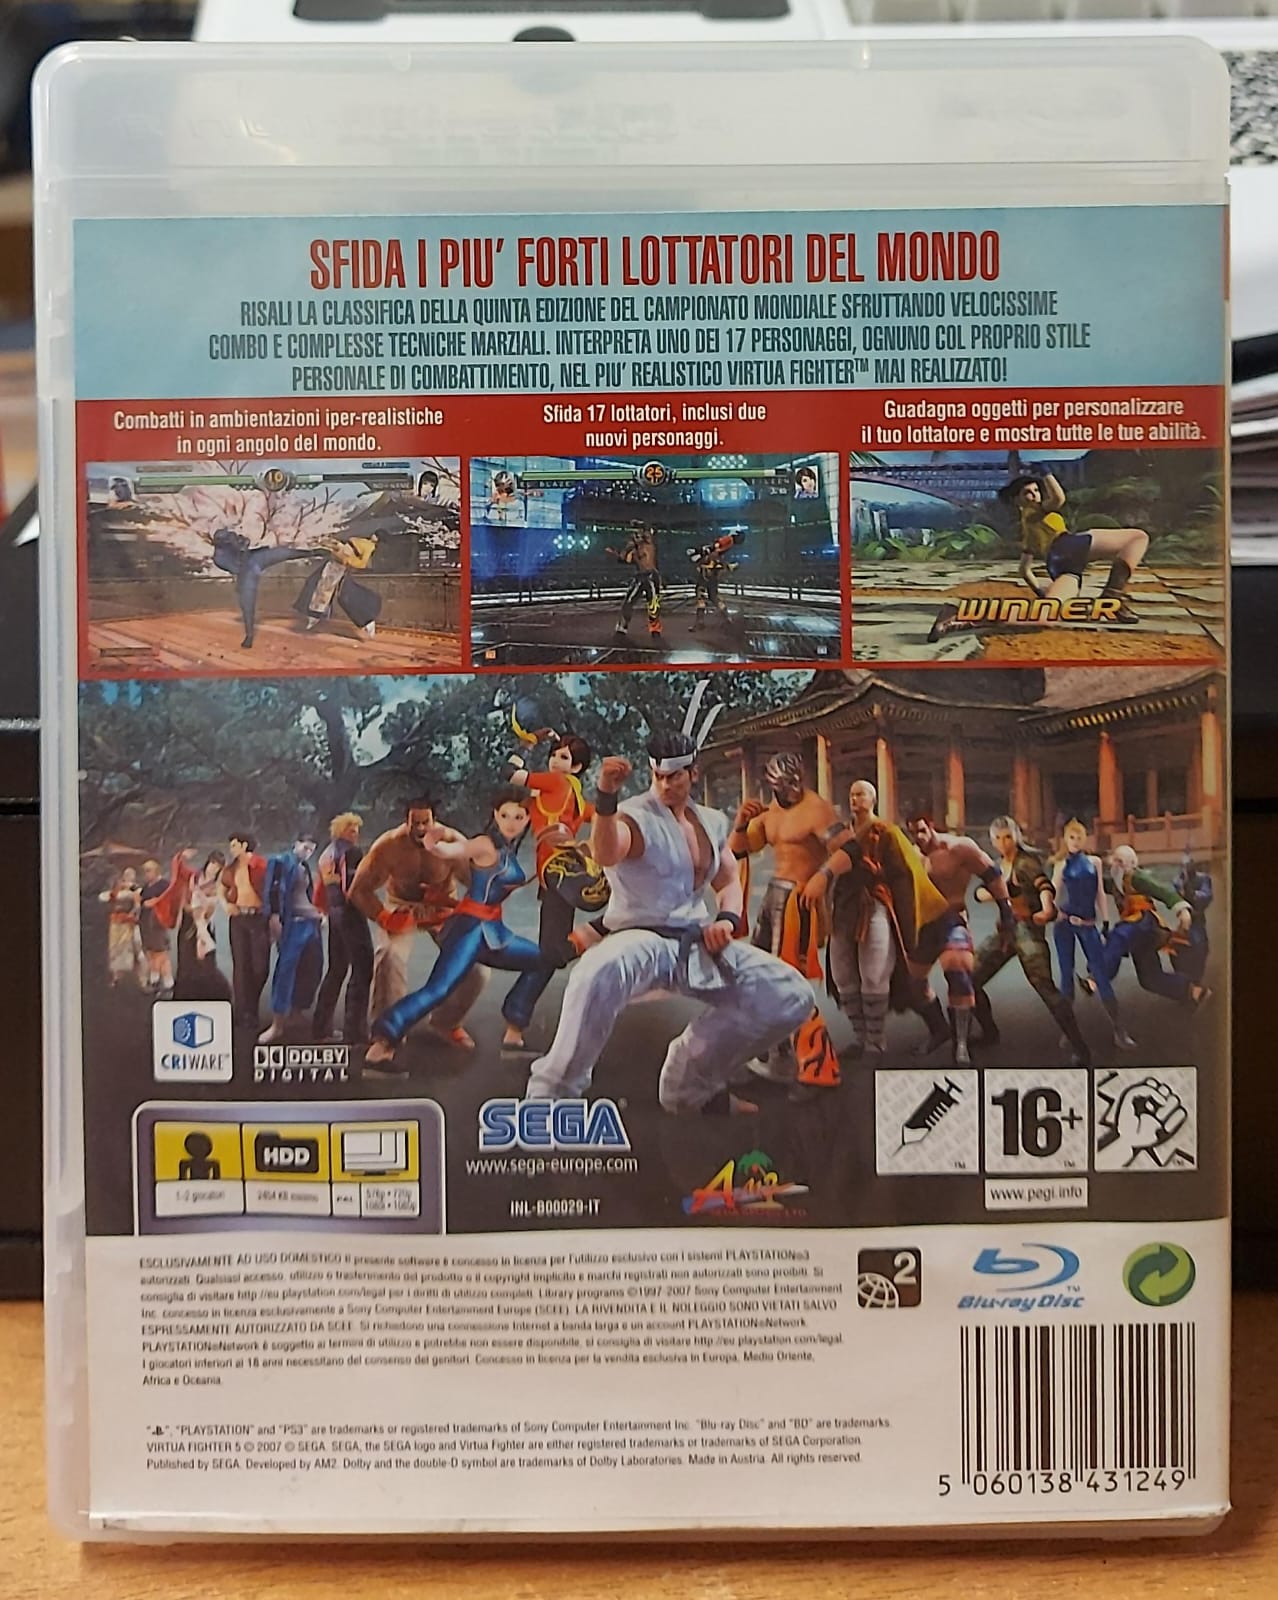 SFIDA I PIU' FORTI LOTTATORI DEL MONDO
RISALI LA CLASSIFICA DELLA QUINTA EDIZIONE DEL CAMPIONATO MONDIALE SFRUTTANDO VELOCISSIME
COMBO E COMPLESSE TECNICHE MARZIALI. INTERPRETA UNO DEI 17 PERSONAGGI, OGNUNO COL PROPRIO STILE
PERSONALE DI COMBATTIMENTO, NEL PIU' REALISTICO VIRTUA FIGHTER™ MAI REALIZZATO!
Combatti in ambientazioni iper-realistiche
in ogni angolo del mondo.
Sfida 17 lottatori, inclusi due
nuovi personaggi.
Guadagna oggetti per personalizzare
il tuo lottatore e mostra tutte le tue abilità.
25
BLAZE
WINNER
CRIWARE™
DOLBY
DIGITAL
HDD
1-2 giocatori
PAL
576p • 720p
1080i • 1080p
SEGA®
www.sega-europe.com
INL-B00029-IT
AM2
16+
www.pegi.info
ESCLUSIVAMENTE AD USO DOMESTICO Il presente software è concesso in licenza per l'utilizzo esclusivo con i sistemi PLAYSTATION®3
autorizzati. Qualsiasi accesso, utilizzo o trasferimento del prodotto o il copyright implicito e marchi registrati non autorizzati sono proibiti. Si
consiglia di visitare http://eu.playstation.com/legal per i diritti di utilizzo completi. Library programs ©1997-2007 Sony Computer Entertainment
Inc. concesso in licenza esclusivamente a Sony Computer Entertainment Europe (SCEE). LA RIVENDITA E IL NOLEGGIO SONO VIETATI SALVO
ESPRESSAMENTE AUTORIZZATO DA SCEE. Si richiedono una connessione Internet a banda larga e un account PLAYSTATION®Network.
PLAYSTATION®Network è soggetto ai termini di utilizzo e potrebbe non essere disponibile, si consiglia di visitare http://eu.playstation.com/legal.
I giocatori inferiori ai 18 anni necessitano del consenso dei genitori. Concesso in licenza per la vendita esclusiva in Europa, Medio Oriente,
Africa e Oceania.
2
Blu-ray Disc™
"PLAYSTATION" and "PS3" are trademarks or registered trademarks of Sony Computer Entertainment Inc. "Blu-ray Disc" and "BD" are trademarks.
VIRTUA FIGHTER 5 © 2007 © SEGA. SEGA, the SEGA logo and Virtua Fighter are either registered trademarks or trademarks of SEGA Corporation.
Published by SEGA. Developed by AM2. Dolby and the double-D symbol are trademarks of Dolby Laboratories. Made in Austria. All rights reserved.
5 060138 431249